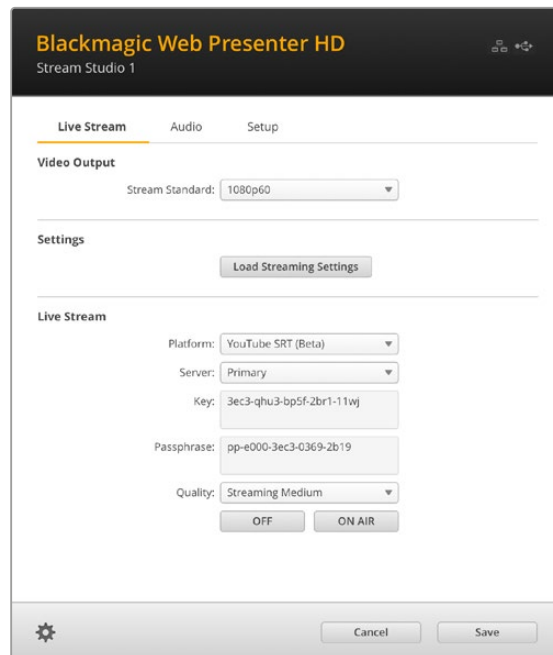 Blackmagic Web Presenter HD
Stream Studio 1
Live Stream Audio Setup
Video Output
Stream Standard: 1080p60
Settings
Load Streaming Settings
Live Stream
Platform: YouTube SRT (Beta)
Server: Primary
Key: 3ec3-qhu3-bp5f-2br1-11wj
Passphrase: pp-e000-3ec3-0369-2b19
Quality: Streaming Medium
OFF ON AIR
Cancel Save